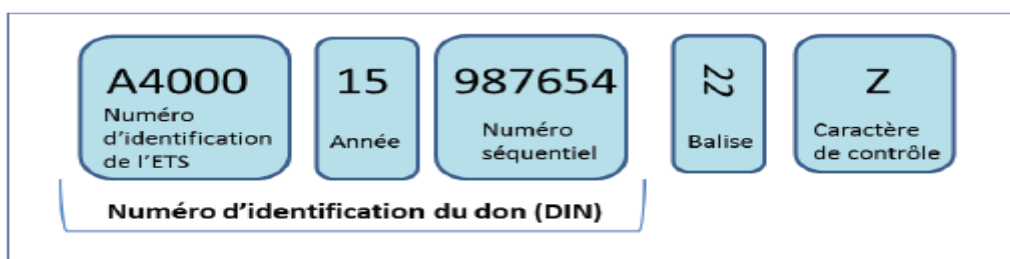 A4000
Numéro
d'identification
de l'ETS
15
Année
987654
Numéro
séquentiel
22
Balise
Z
Caractère
de contrôle
Numéro d'identification du don (DIN)